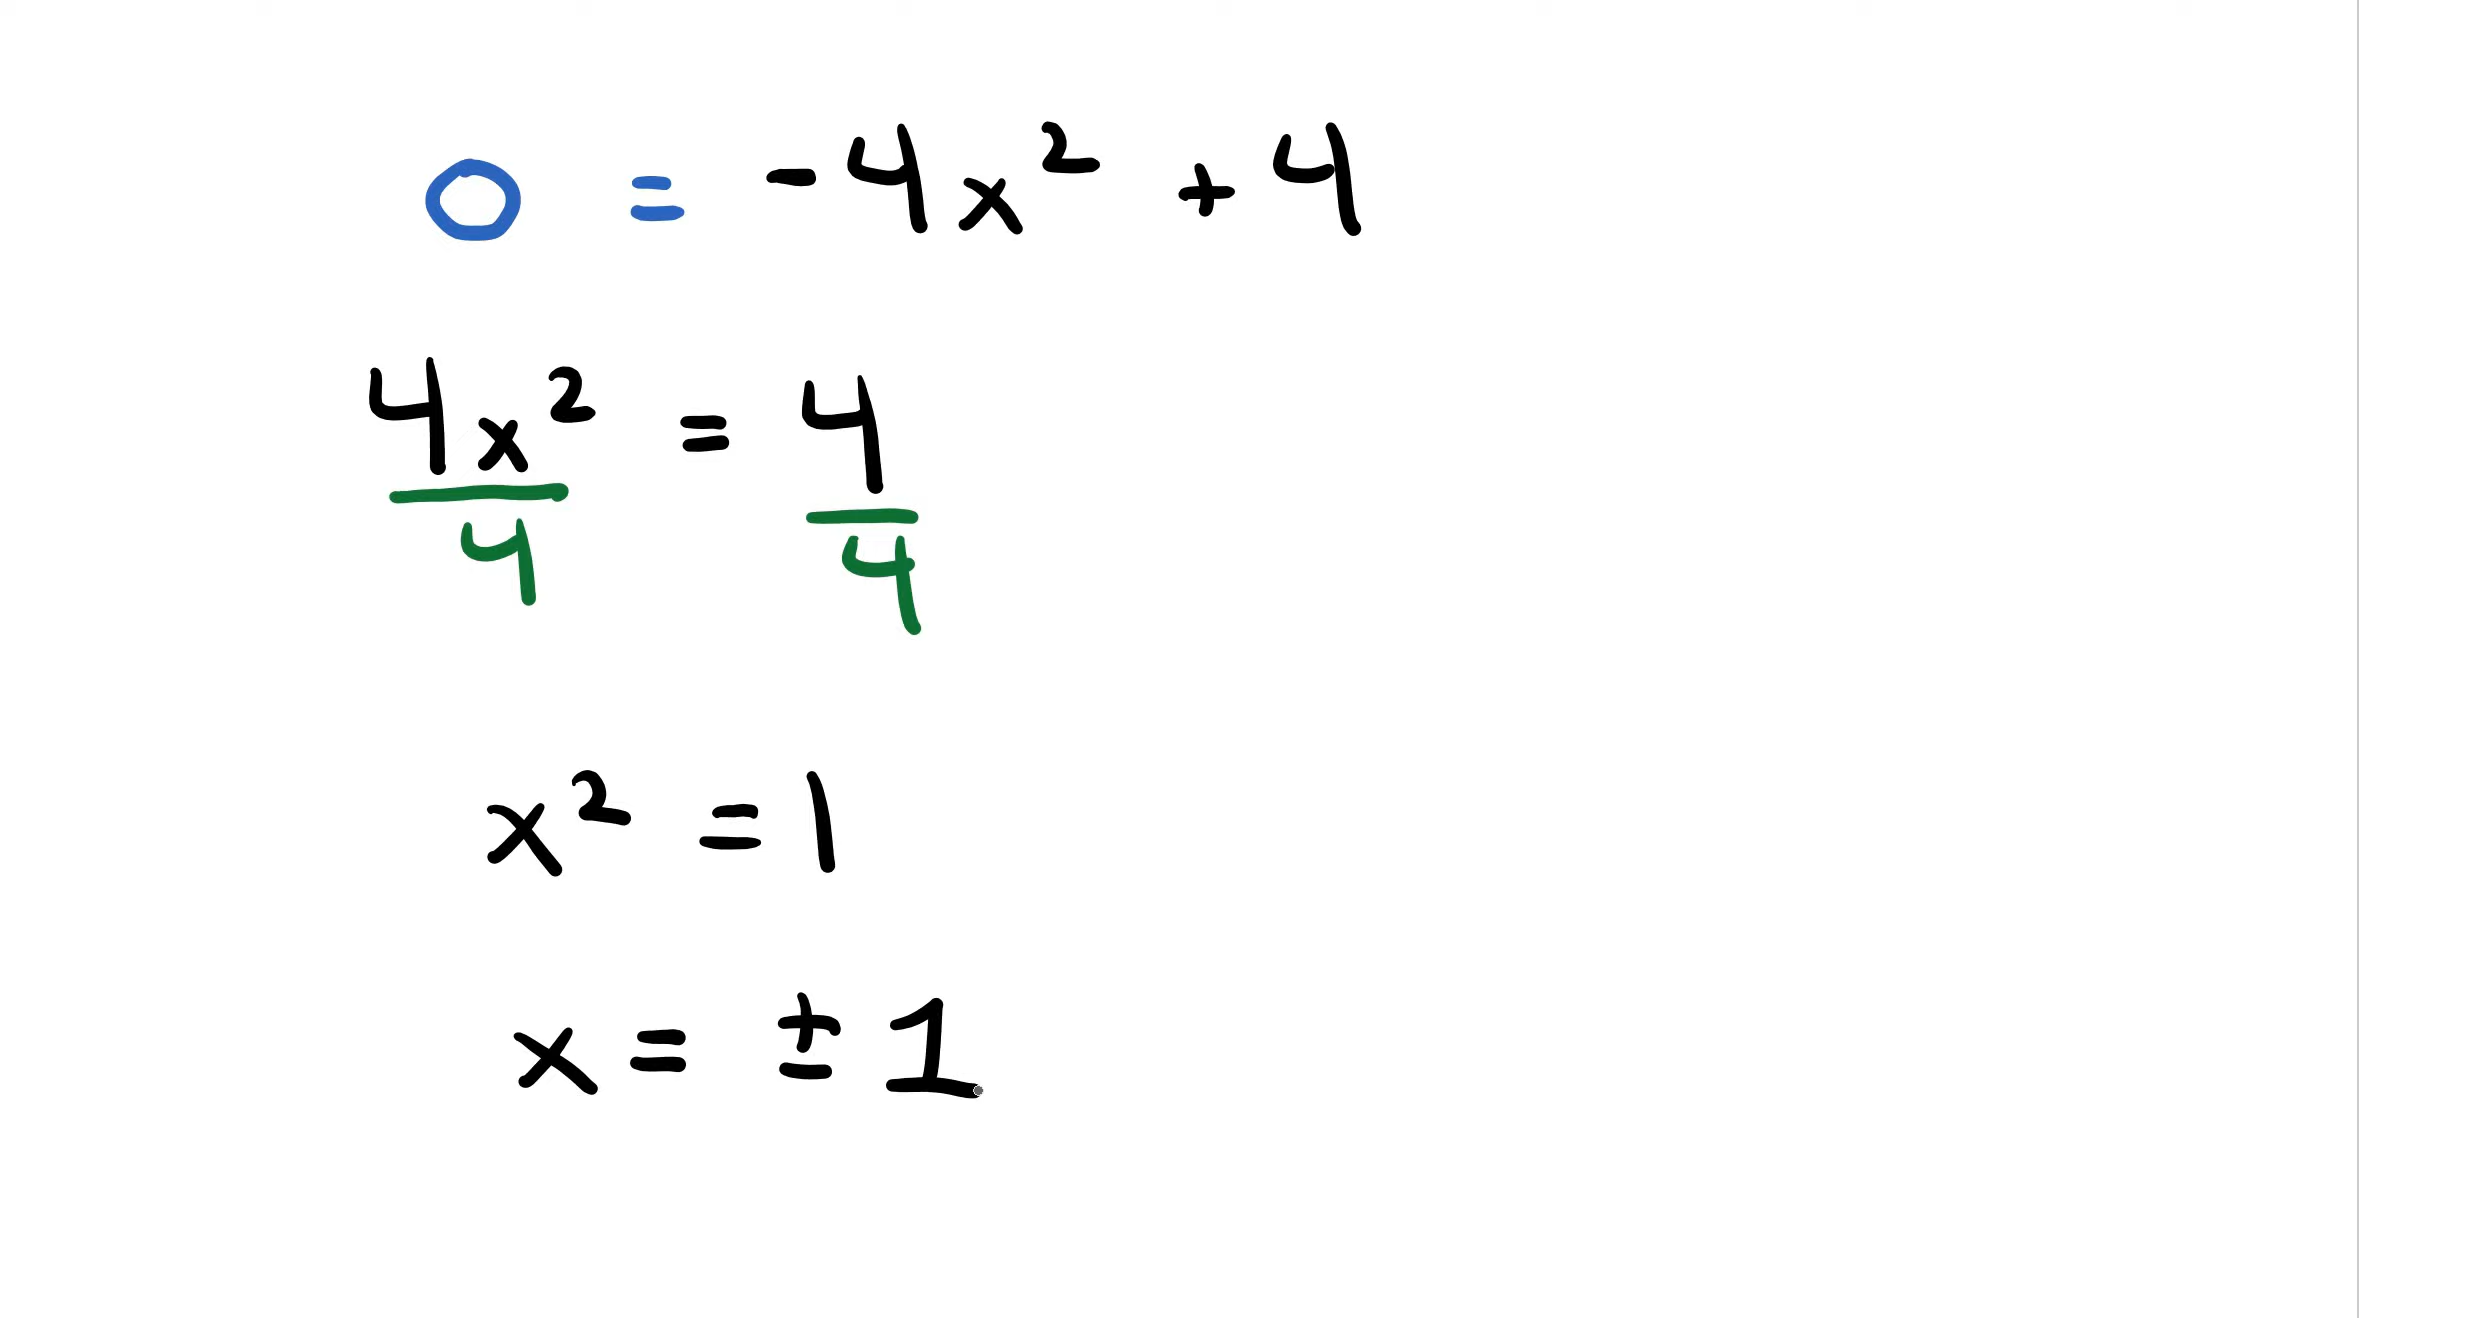 0 = -4x² + 4
4x² = 4
4 4
x² = 1
x = ± 1